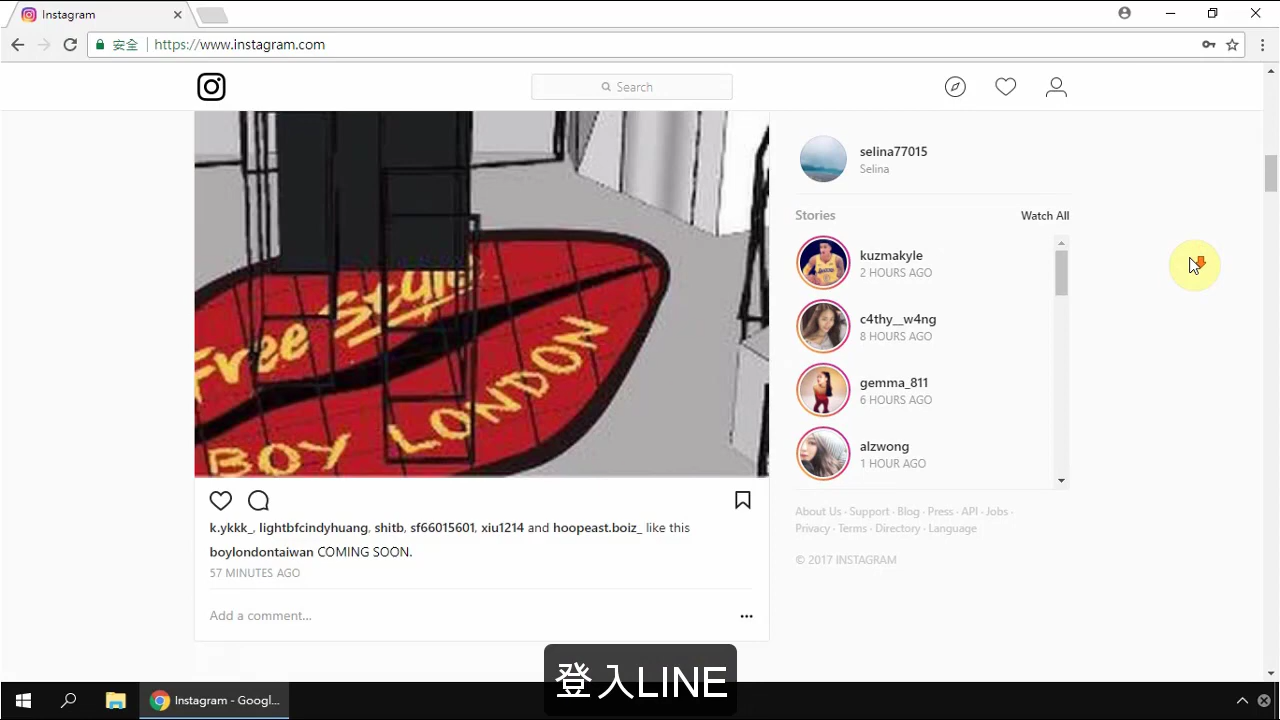 Instagram
安全
https://www.instagram.com
Search
selina77015
Selina
Stories
Watch All
kuzmakyle
2 HOURS AGO
c4thy__w4ng
8 HOURS AGO
gemma_811
6 HOURS AGO
alzwong
1 HOUR AGO
About Us · Support · Blog · Press · API · Jobs ·
Privacy · Terms · Directory · Language
© 2017 INSTAGRAM
Free Style
BOY LONDON
k.ykkk_, lightbfcindyhuang, shitb, sf66015601, xiu1214 and hoopeast.boiz_ like this
boylondontaiwan COMING SOON.
57 MINUTES AGO
Add a comment...
登入LINE
Instagram - Googl...